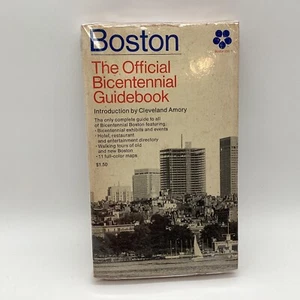 Boston
The Official
Bicentennial
Guidebook
Introduction by Cleveland Amory
The only complete guide to all
of Bicentennial Boston featuring:
• Bicentennial exhibits and events
• Hotel, restaurant
and entertainment directory
• Walking tours of old
and new Boston
• 11 full-color maps
$1.50